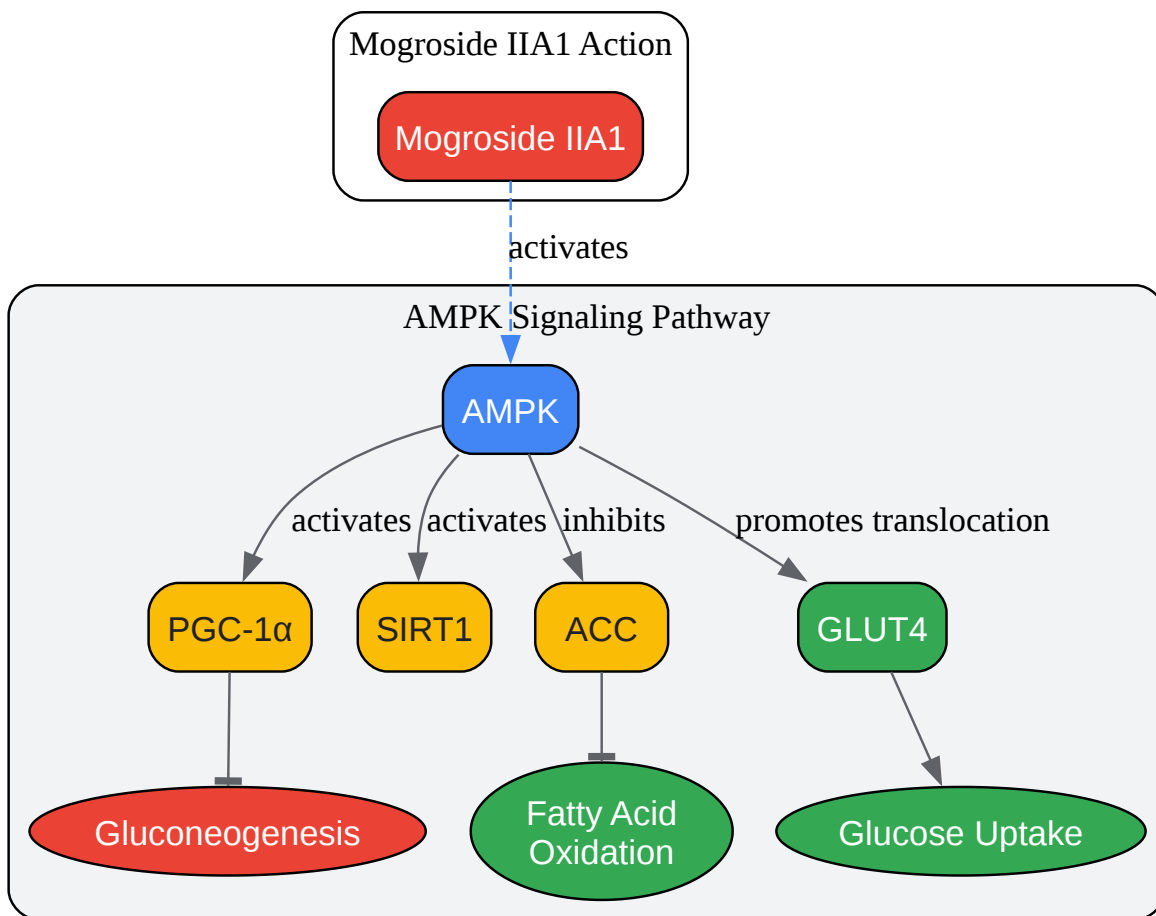 Mogroside IIA1 Action
Mogroside IIA1
activates
AMPK Signaling Pathway
AMPK
activates
activates
inhibits
promotes translocation
PGC-1α
SIRT1
ACC
GLUT4
Gluconeogenesis
Fatty Acid
Oxidation
Glucose Uptake